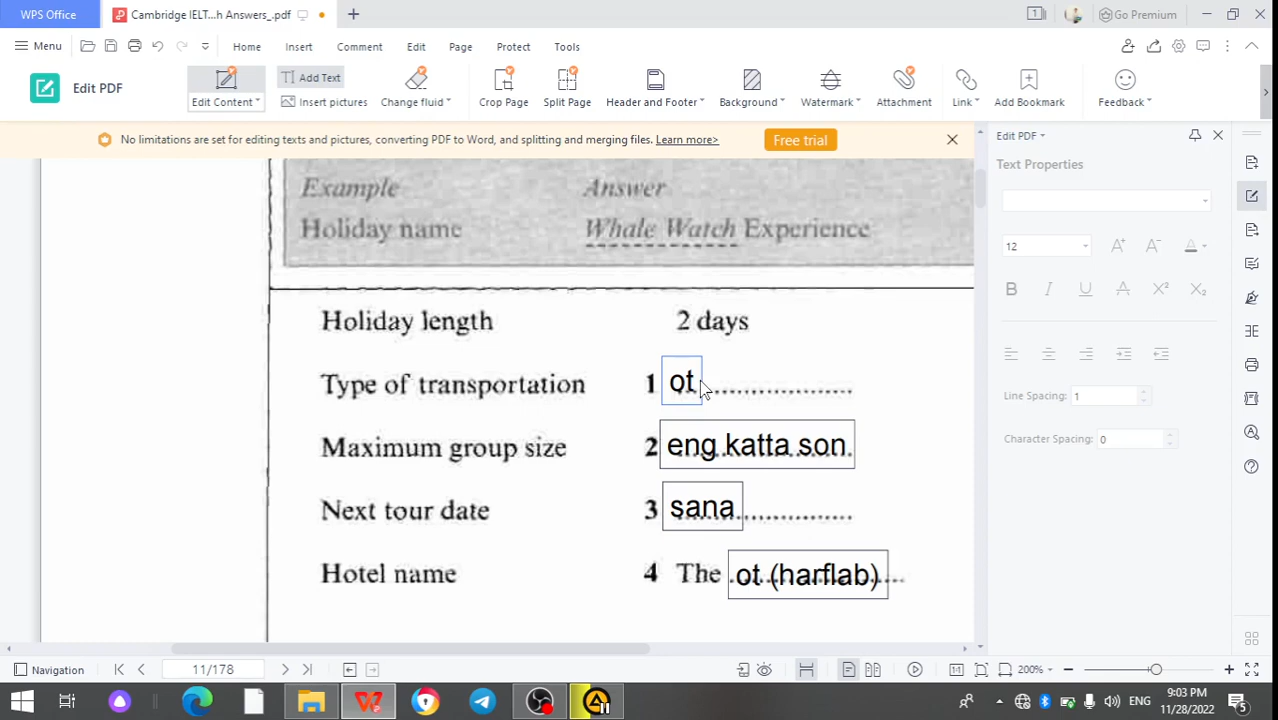 WPS Office
Cambridge IELT...h Answers_.pdf
1
Go Premium
Menu
Home
Insert
Comment
Edit
Page
Protect
Tools
Edit PDF
Edit Content
Add Text
Insert pictures
Change fluid
Crop Page
Split Page
Header and Footer
Background
Watermark
Attachment
Link
Add Bookmark
Feedback
No limitations are set for editing texts and pictures, converting PDF to Word, and splitting and merging files. Learn more>
Free trial
Edit PDF
Text Properties
12
Line Spacing: 1
Character Spacing: 0
Example Answer
Holiday name Whale Watch Experience
Holiday length 2 days
Type of transportation 1 ot
Maximum group size 2 eng katta son
Next tour date 3 sana
Hotel name 4 The ot (harflab)
Navigation
11/178
200%
ENG
9:03 PM
11/28/2022
5